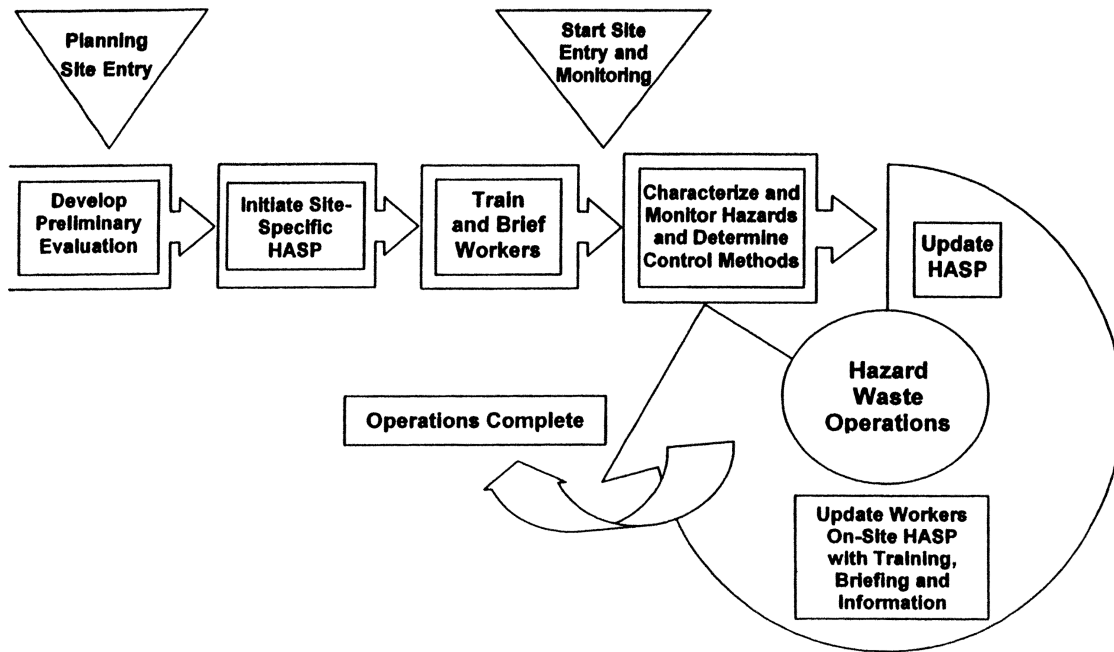 Planning
Site Entry
Start Site
Entry and
Monitoring
Develop
Preliminary
Evaluation
Initiate Site-
Specific
HASP
Train
and Brief
Workers
Characterize and
Monitor Hazards
and Determine
Control Methods
Update
HASP
Hazard
Waste
Operations
Operations Complete
Update Workers
On-Site HASP
with Training,
Briefing and
Information